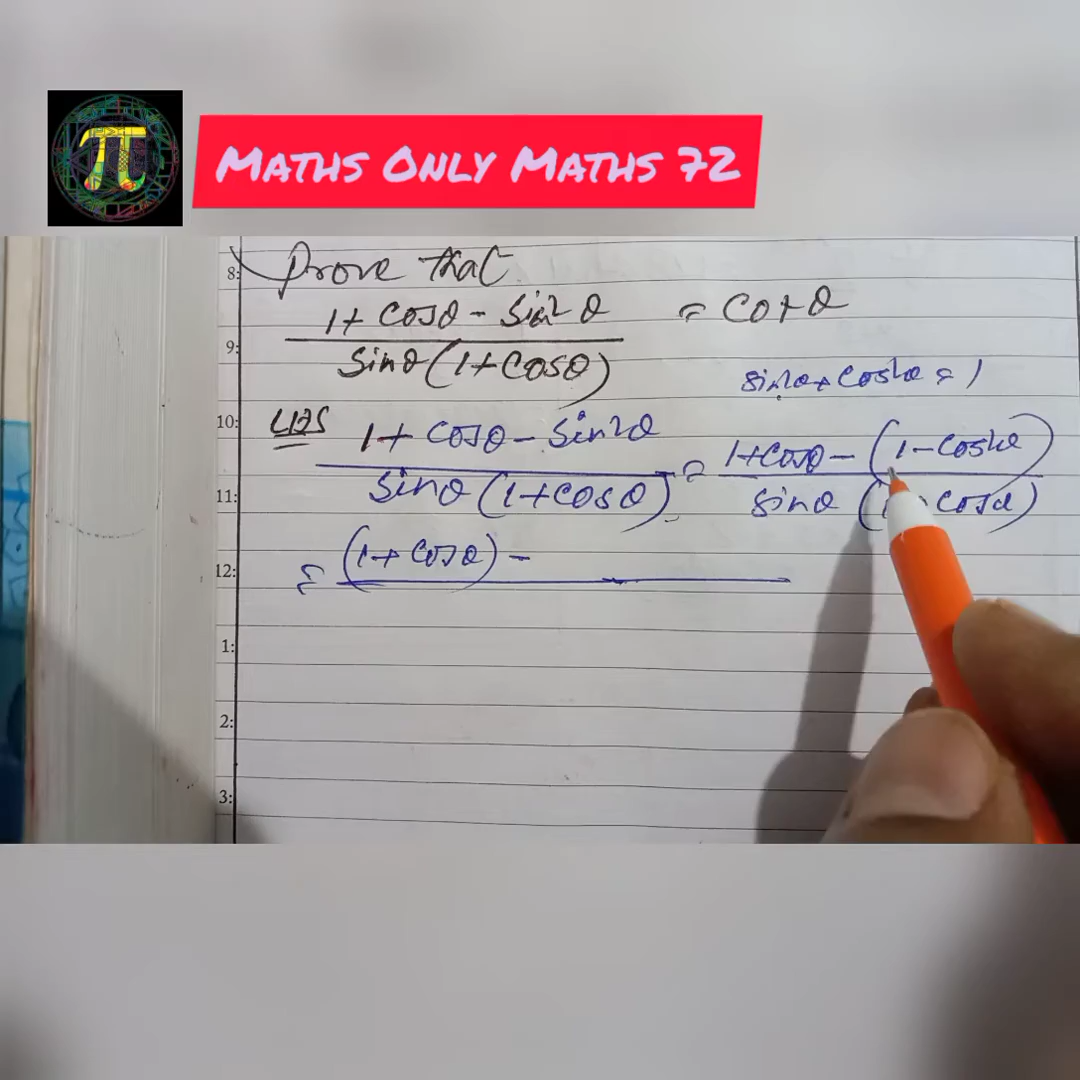 MATHS ONLY MATHS 72
8: Prove that
1 + cosθ - sin²θ = cotθ
9: sinθ (1 + cosθ)
sin²θ + cos²θ = 1
10: LHS 1 + cosθ - sin²θ = 1 + cosθ - (1 - cos²θ)
11: sinθ (1 + cosθ) sinθ ( cosθ)
12: = (1 + cosθ) -
1:
2:
3: